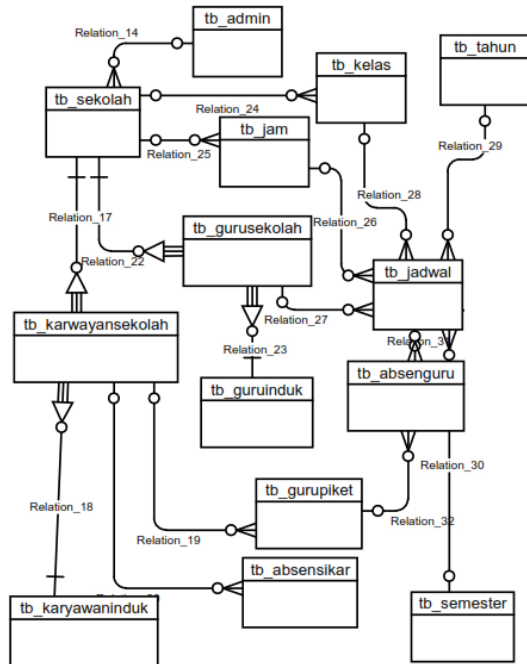 tb_admin
Relation_14
tb_tahun
tb_kelas
tb_sekolah
Relation_24
tb_jam
Relation_25
Relation_29
Relation_28
Relation_17
Relation_26
tb_gurusekolah
Relation_22
tb_jadwal
tb_karwayansekolah
Relation_27
Relation_23
tb_absenguru
tb_guruinduk
Relation_30
tb_gurupiket
Relation_18
Relation_32
Relation_19
tb_absensikar
tb_karyawaninduk
tb_semester